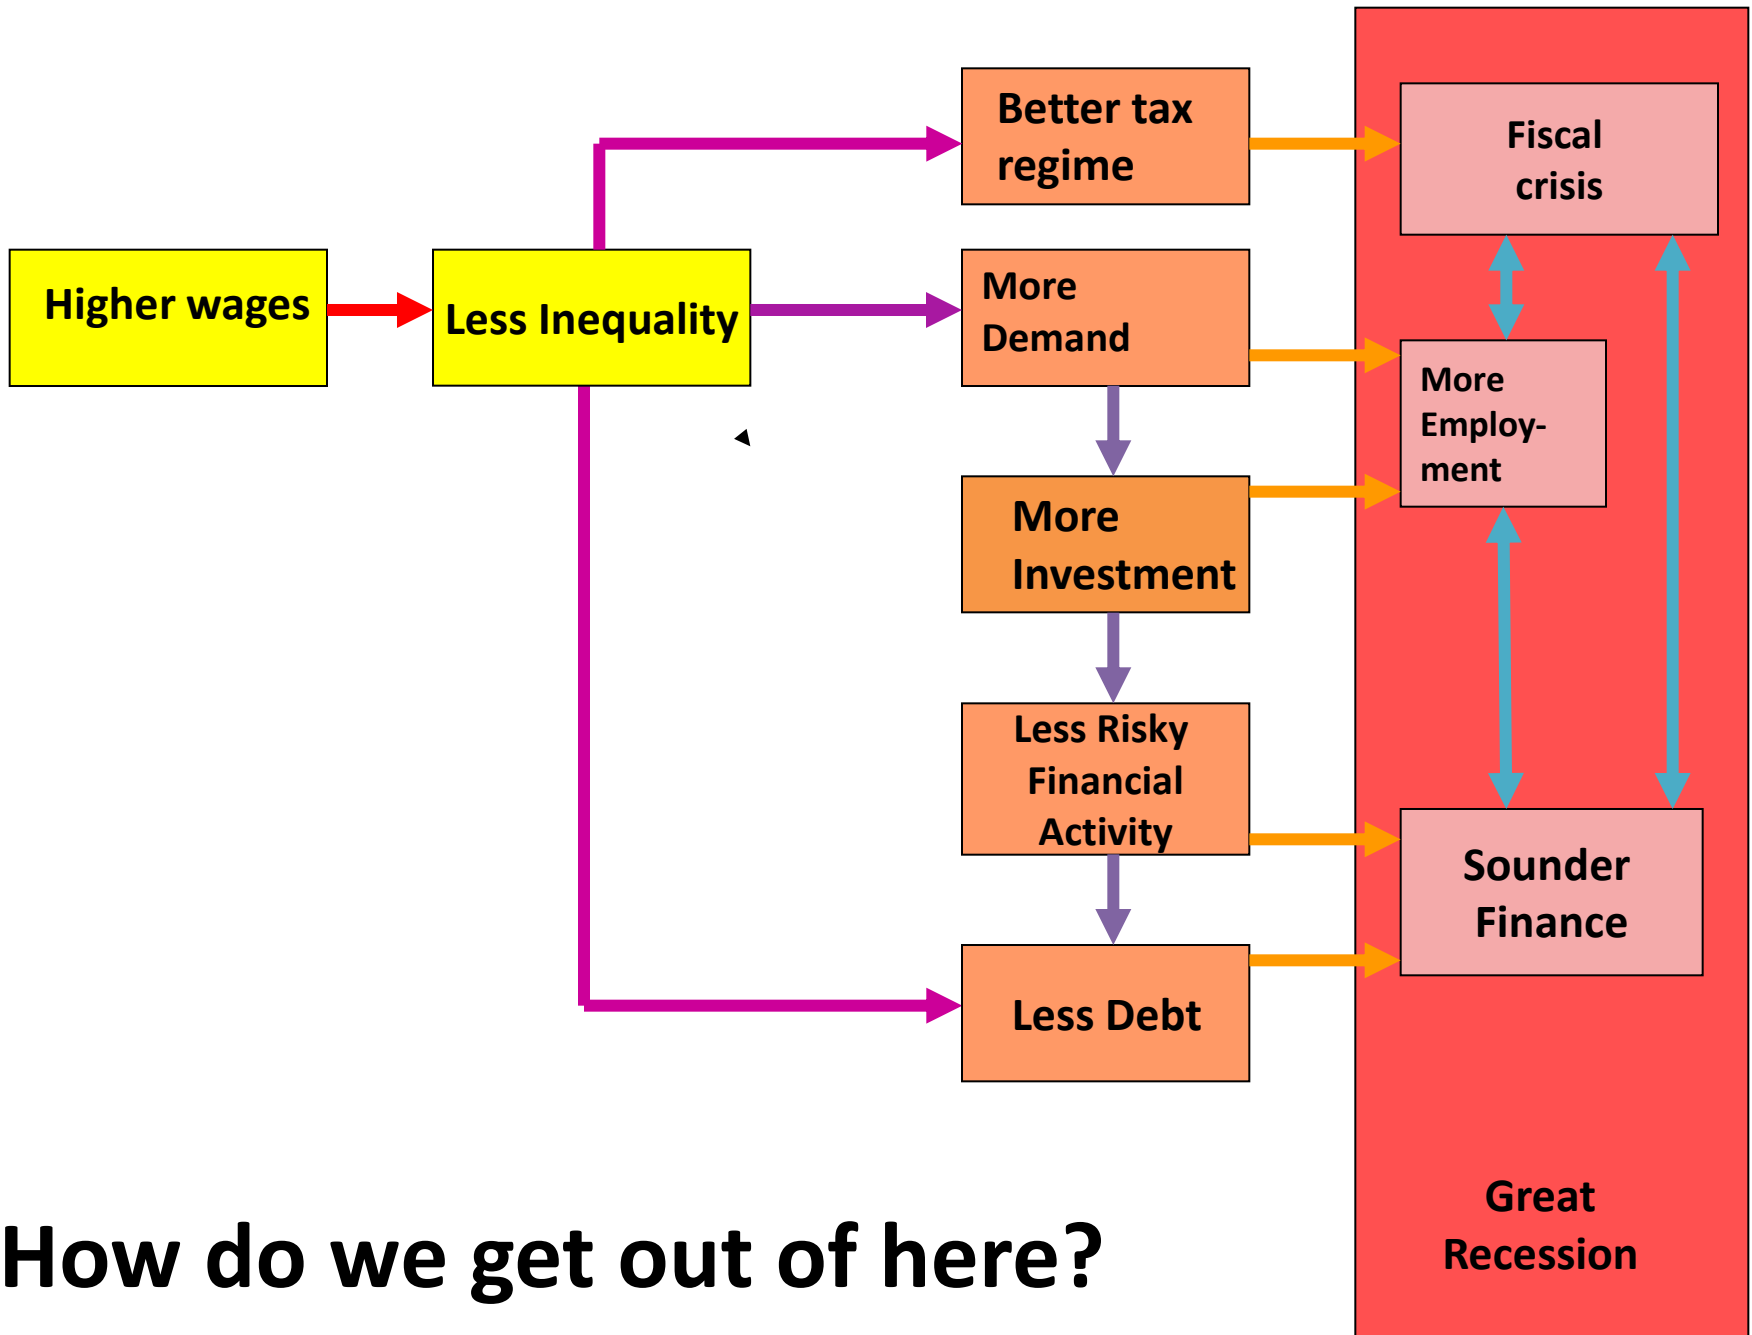 Better tax
regime
Fiscal
crisis
Higher wages
Less Inequality
More
Demand
More
Employ-
ment
More
Investment
Less Risky
Financial
Activity
Sounder
Finance
Less Debt
Great
Recession
How do we get out of here?